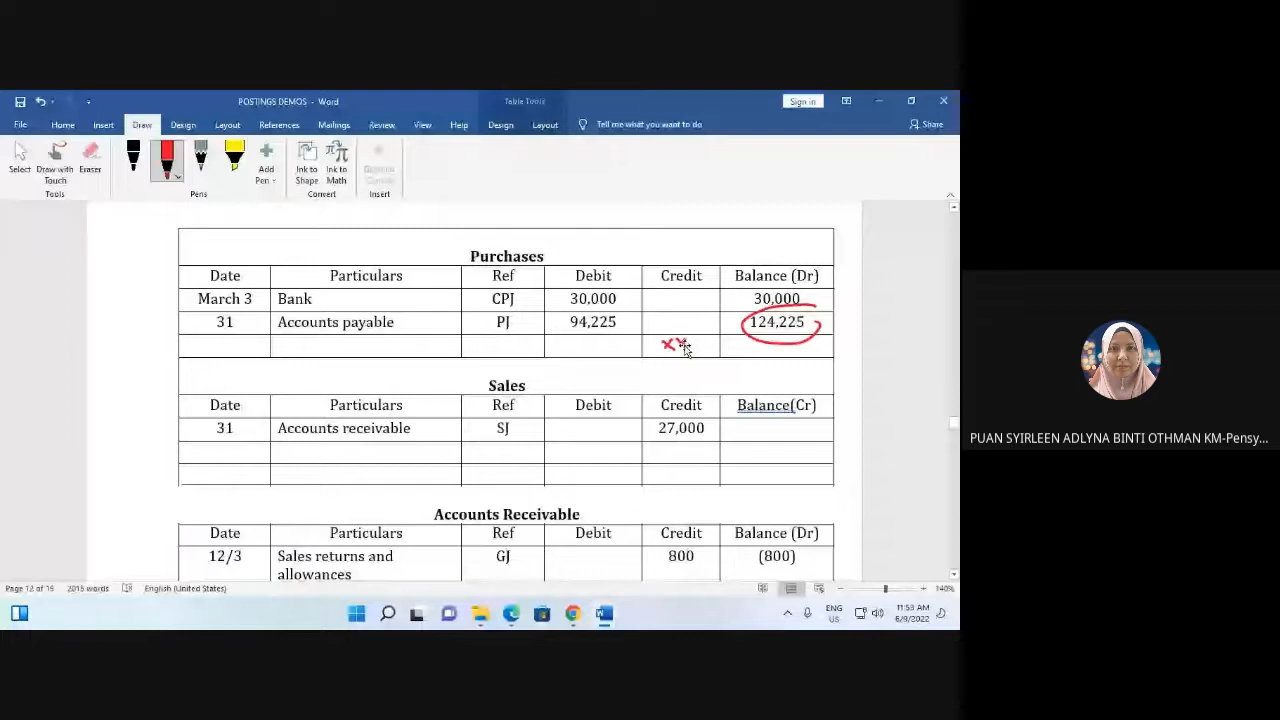 POSTINGS DEMOS - Word
Table Tools
Sign in
File Home Insert Draw Design Layout References Mailings Review View Help Design Layout Tell me what you want to do Share
Select Draw with Touch Eraser Add Pen Ink to Shape Ink to Math Insert
Tools Pens Convert Insert
Purchases
Date Particulars Ref Debit Credit Balance (Dr)
March 3 Bank CPJ 30,000 30,000
31 Accounts payable PJ 94,225 124,225
xx
Sales
Date Particulars Ref Debit Credit Balance(Cr)
31 Accounts receivable SJ 27,000
Accounts Receivable
Date Particulars Ref Debit Credit Balance (Dr)
12/3 Sales returns and GJ 800 (800)
allowances
PUAN SYIRLEEN ADLYNA BINTI OTHMAN KM-Pensy...
English (United States) 140%
ENG 11:53 AM
US 6/9/2022